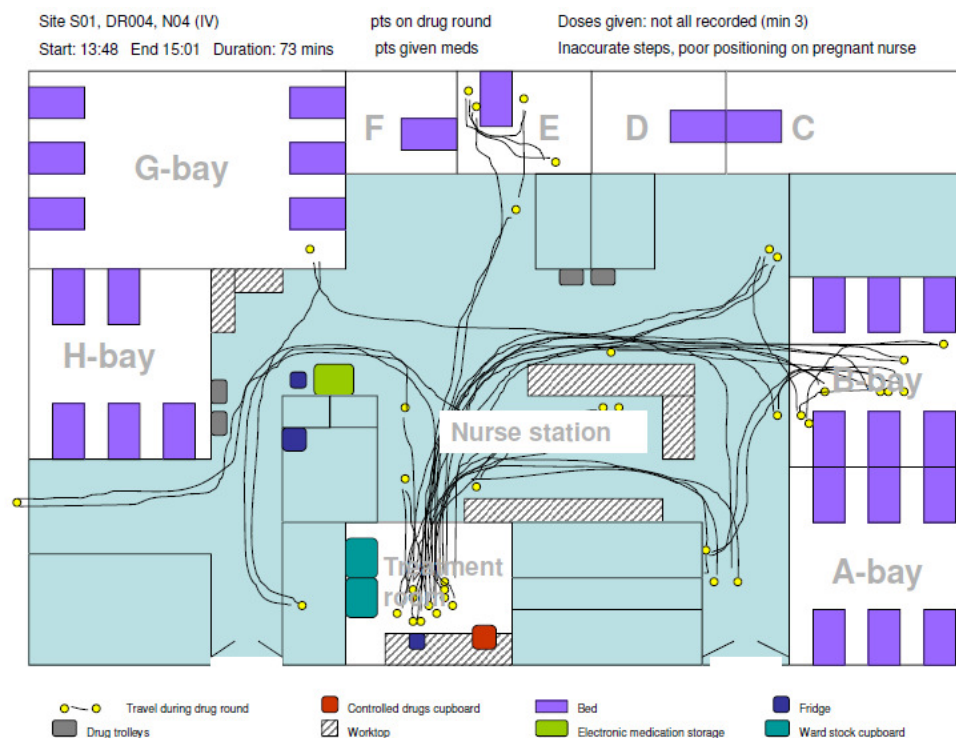 Site S01, DR004, N04 (IV) pts on drug round Doses given: not all recorded (min 3)
Start: 13:48 End 15:01 Duration: 73 mins pts given meds Inaccurate steps, poor positioning on pregnant nurse
F E D C
G-bay
H-bay
B-bay
Nurse station
Treatment
room
A-bay
Travel during drug round Controlled drugs cupboard Bed Fridge
Drug trolleys Worktop Electronic medication storage Ward stock cupboard